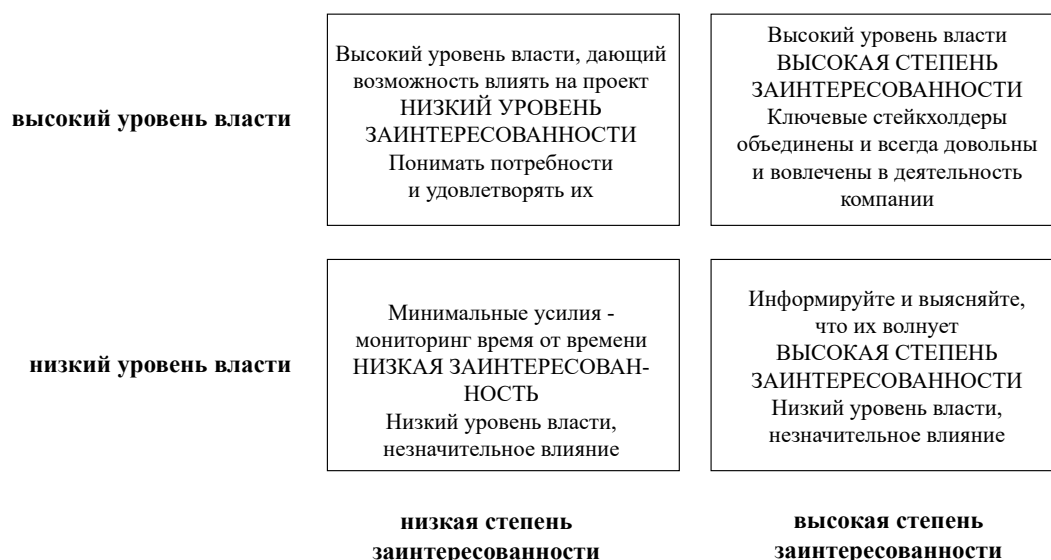 высокий уровень власти
Высокий уровень власти, дающий
возможность влиять на проект
НИЗКИЙ УРОВЕНЬ
ЗАИНТЕРЕСОВАННОСТИ
Понимать потребности
и удовлетворять их
Высокий уровень власти
ВЫСОКАЯ СТЕПЕНЬ
ЗАИНТЕРЕСОВАННОСТИ
Ключевые стейкхолдеры
объединены и всегда довольны
и вовлечены в деятельность
компании
низкий уровень власти
Минимальные усилия -
мониторинг время от времени
НИЗКАЯ ЗАИНТЕРЕСОВАН-
НОСТЬ
Низкий уровень власти,
незначительное влияние
Информируйте и выясняйте,
что их волнует
ВЫСОКАЯ СТЕПЕНЬ
ЗАИНТЕРЕСОВАННОСТИ
Низкий уровень власти,
незначительное влияние
низкая степень
заинтересованности
высокая степень
заинтересованности